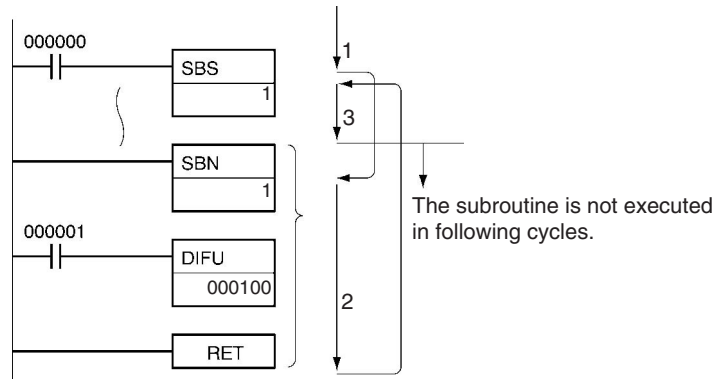 000000
SBS
1
1
3
SBN
1
The subroutine is not executed
in following cycles.
000001
DIFU
000100
2
RET